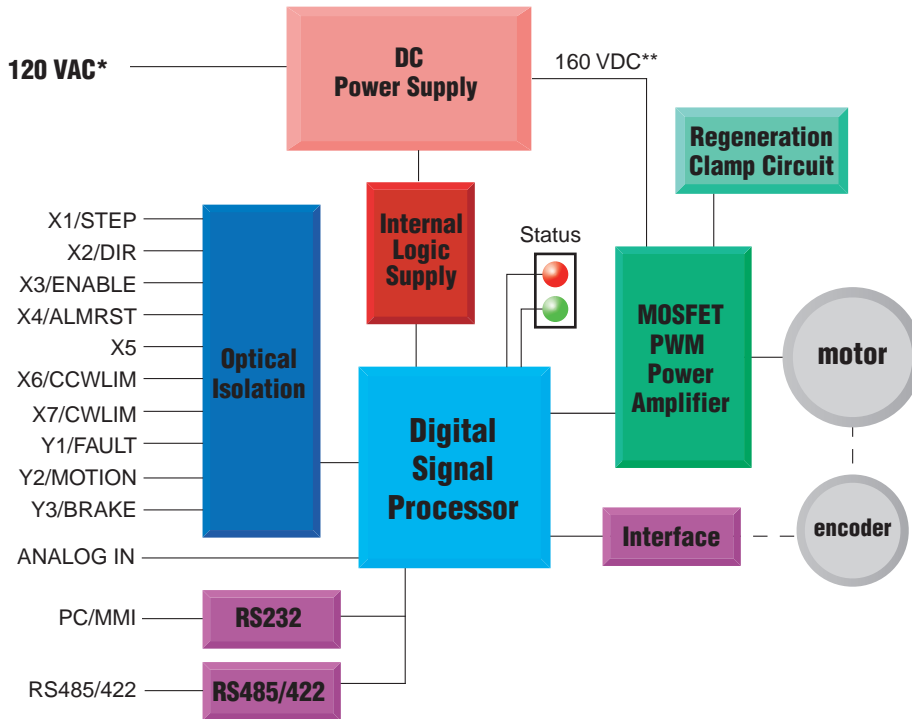 DC
Power Supply
120 VAC*
160 VDC**
Regeneration
Clamp Circuit
Internal
Logic
Supply
Status
X1/STEP
X2/DIR
X3/ENABLE
X4/ALMRST
X5
X6/CCWLIM
X7/CWLIM
Y1/FAULT
Y2/MOTION
Y3/BRAKE
Optical
Isolation
MOSFET
PWM
Power
Amplifier
motor
Digital
Signal
Processor
Interface
encoder
ANALOG IN
PC/MMI
RS232
RS485/422
RS485/422